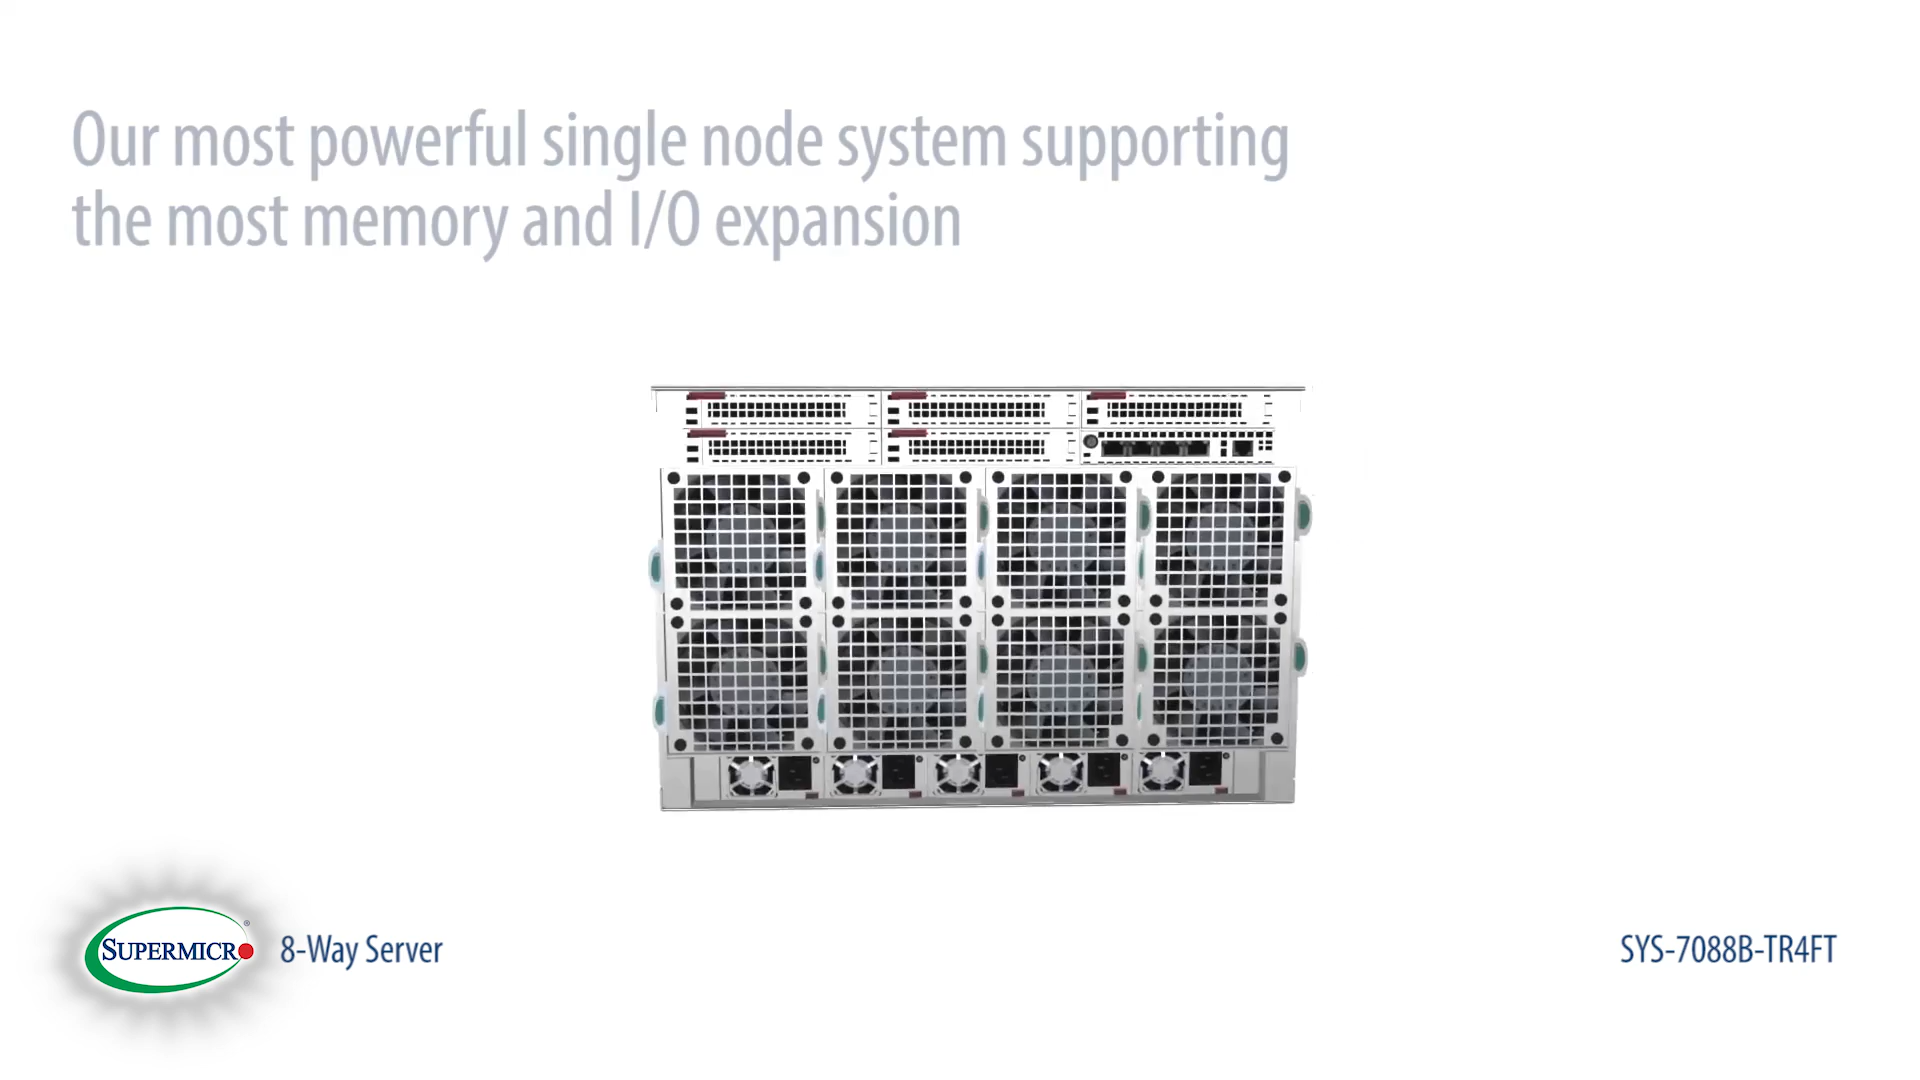 Our most powerful single node system supporting
the most memory and I/O expansion
SUPERMICRO®
8-Way Server
SYS-7088B-TR4FT